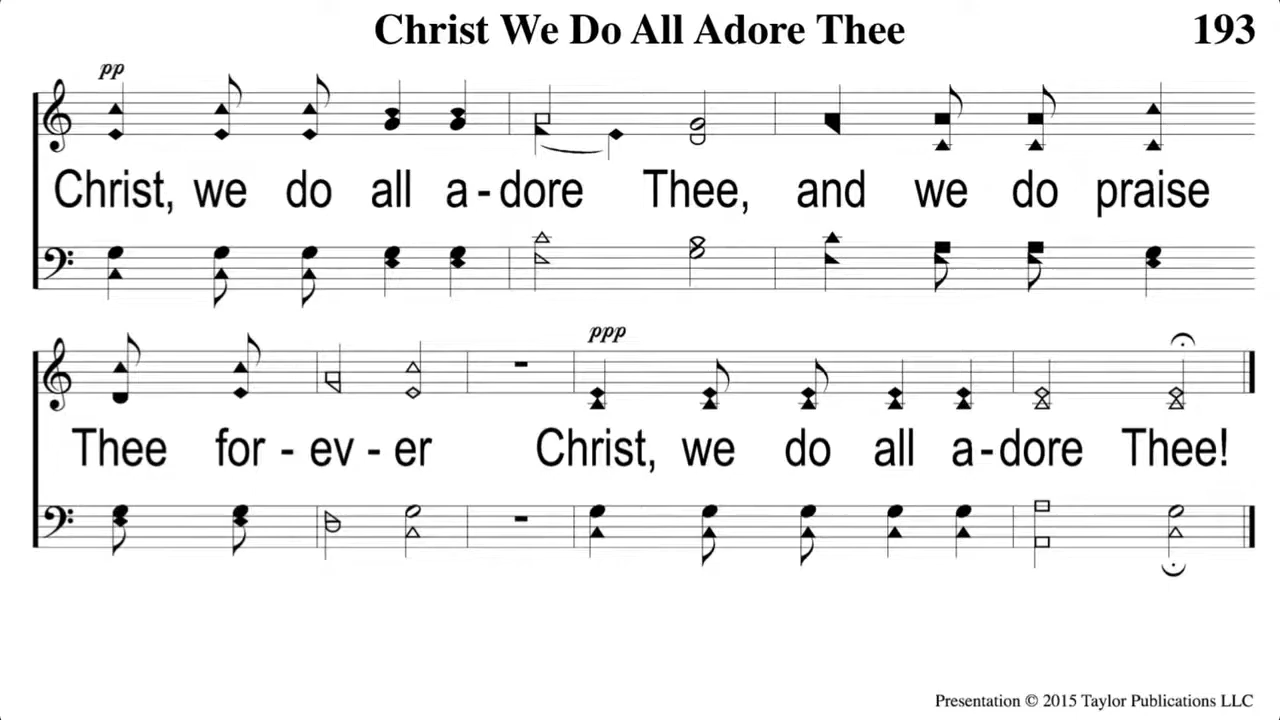 Christ We Do All Adore Thee 193
pp
Christ, we do all a - dore Thee, and we do praise
ppp
Thee for - ev - er Christ, we do all a - dore Thee!
Presentation © 2015 Taylor Publications LLC